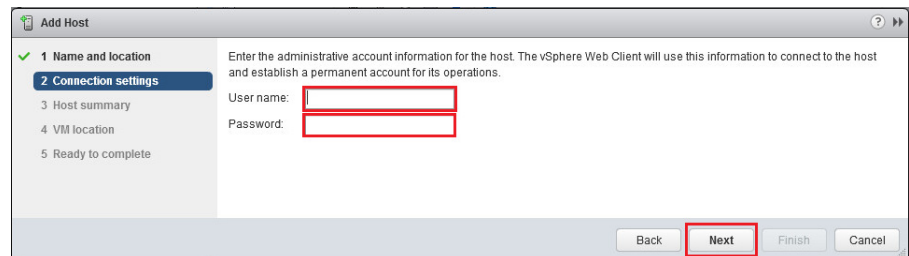 Add Host
?
1 Name and location
2 Connection settings
3 Host summary
4 VM location
5 Ready to complete
Enter the administrative account information for the host. The vSphere Web Client will use this information to connect to the host
and establish a permanent account for its operations.
User name:
Password:
Back Next Finish Cancel